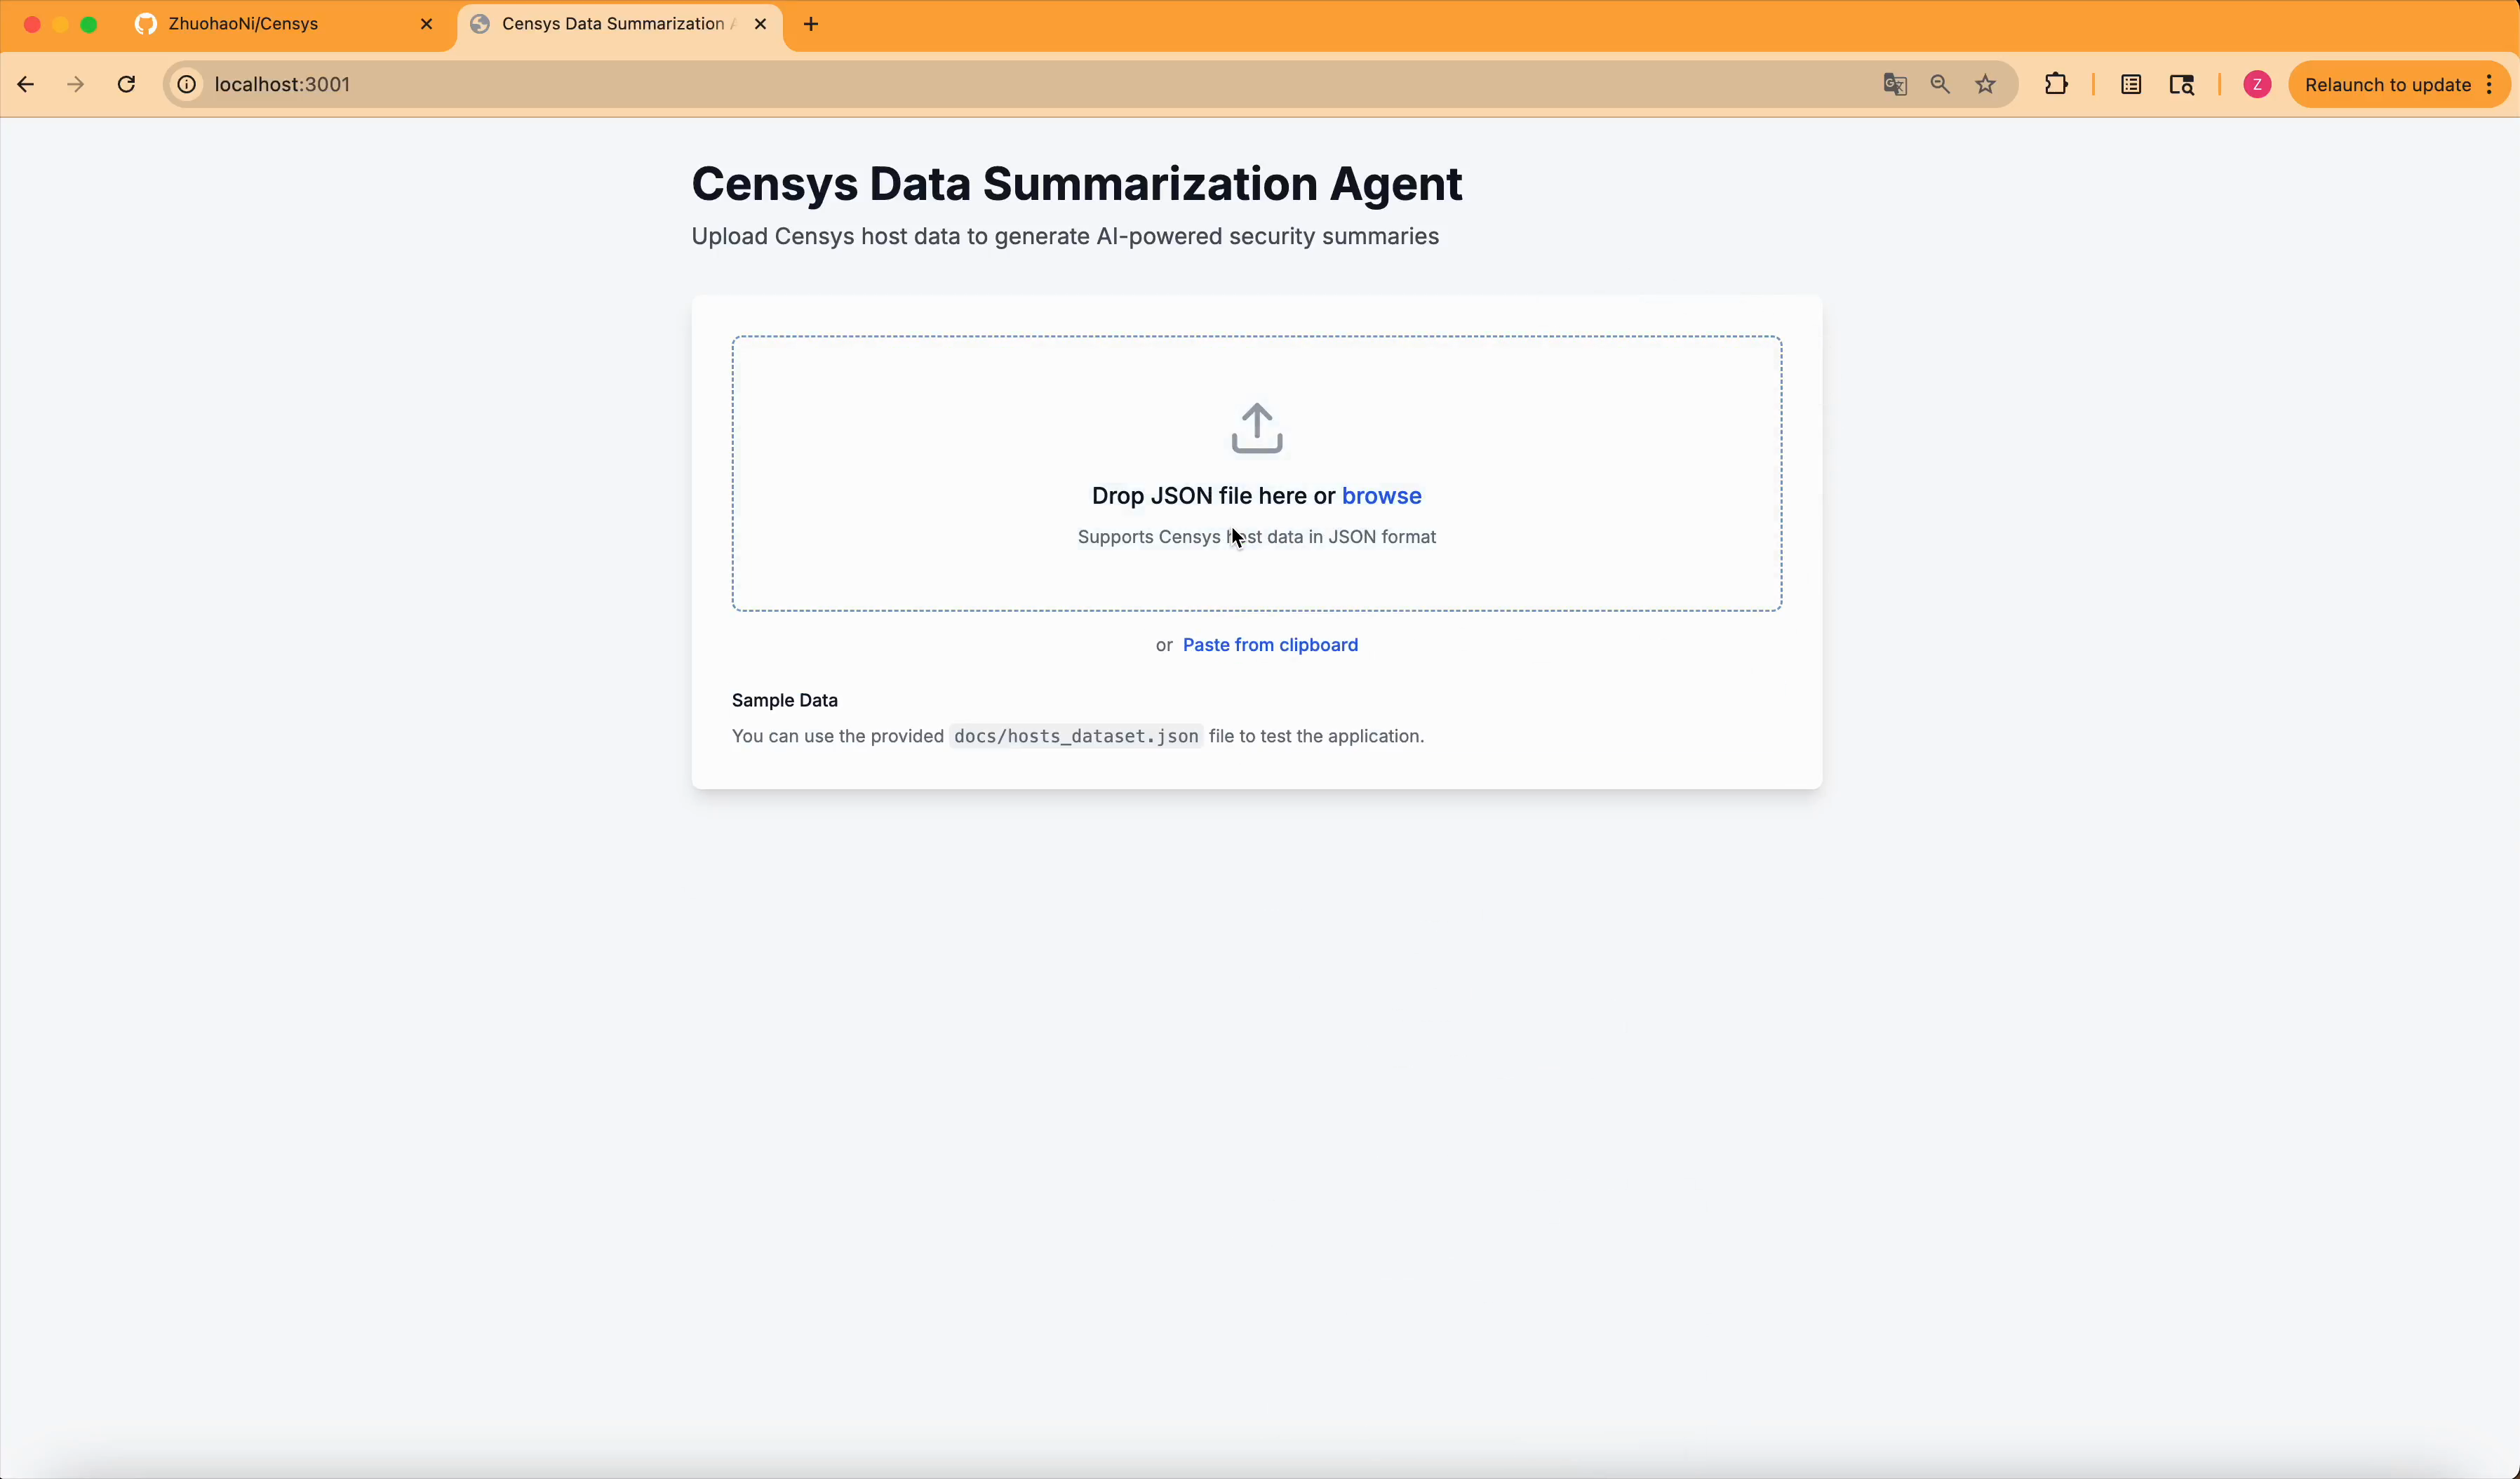 ZhuohaoNi/Censys
Censys Data Summarization
localhost:3001
Z
Relaunch to update
Censys Data Summarization Agent
Upload Censys host data to generate AI-powered security summaries
Drop JSON file here or browse
Supports Censys host data in JSON format
or Paste from clipboard
Sample Data
You can use the provided docs/hosts_dataset.json file to test the application.